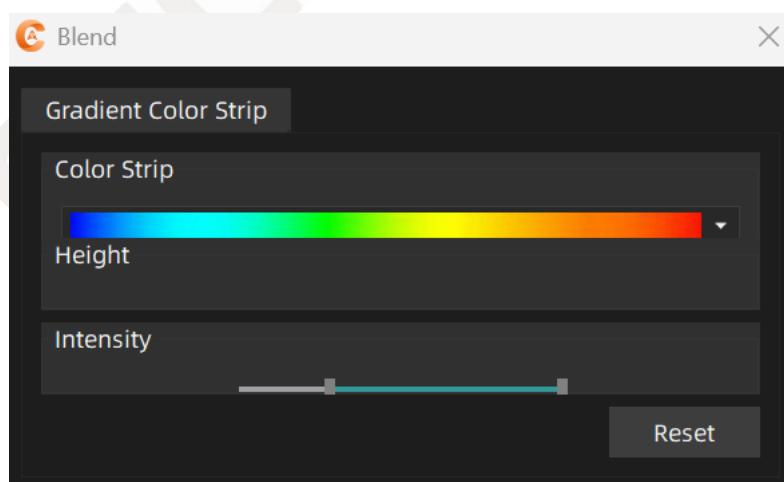 Blend
Gradient Color Strip
Color Strip
Height
Intensity
Reset